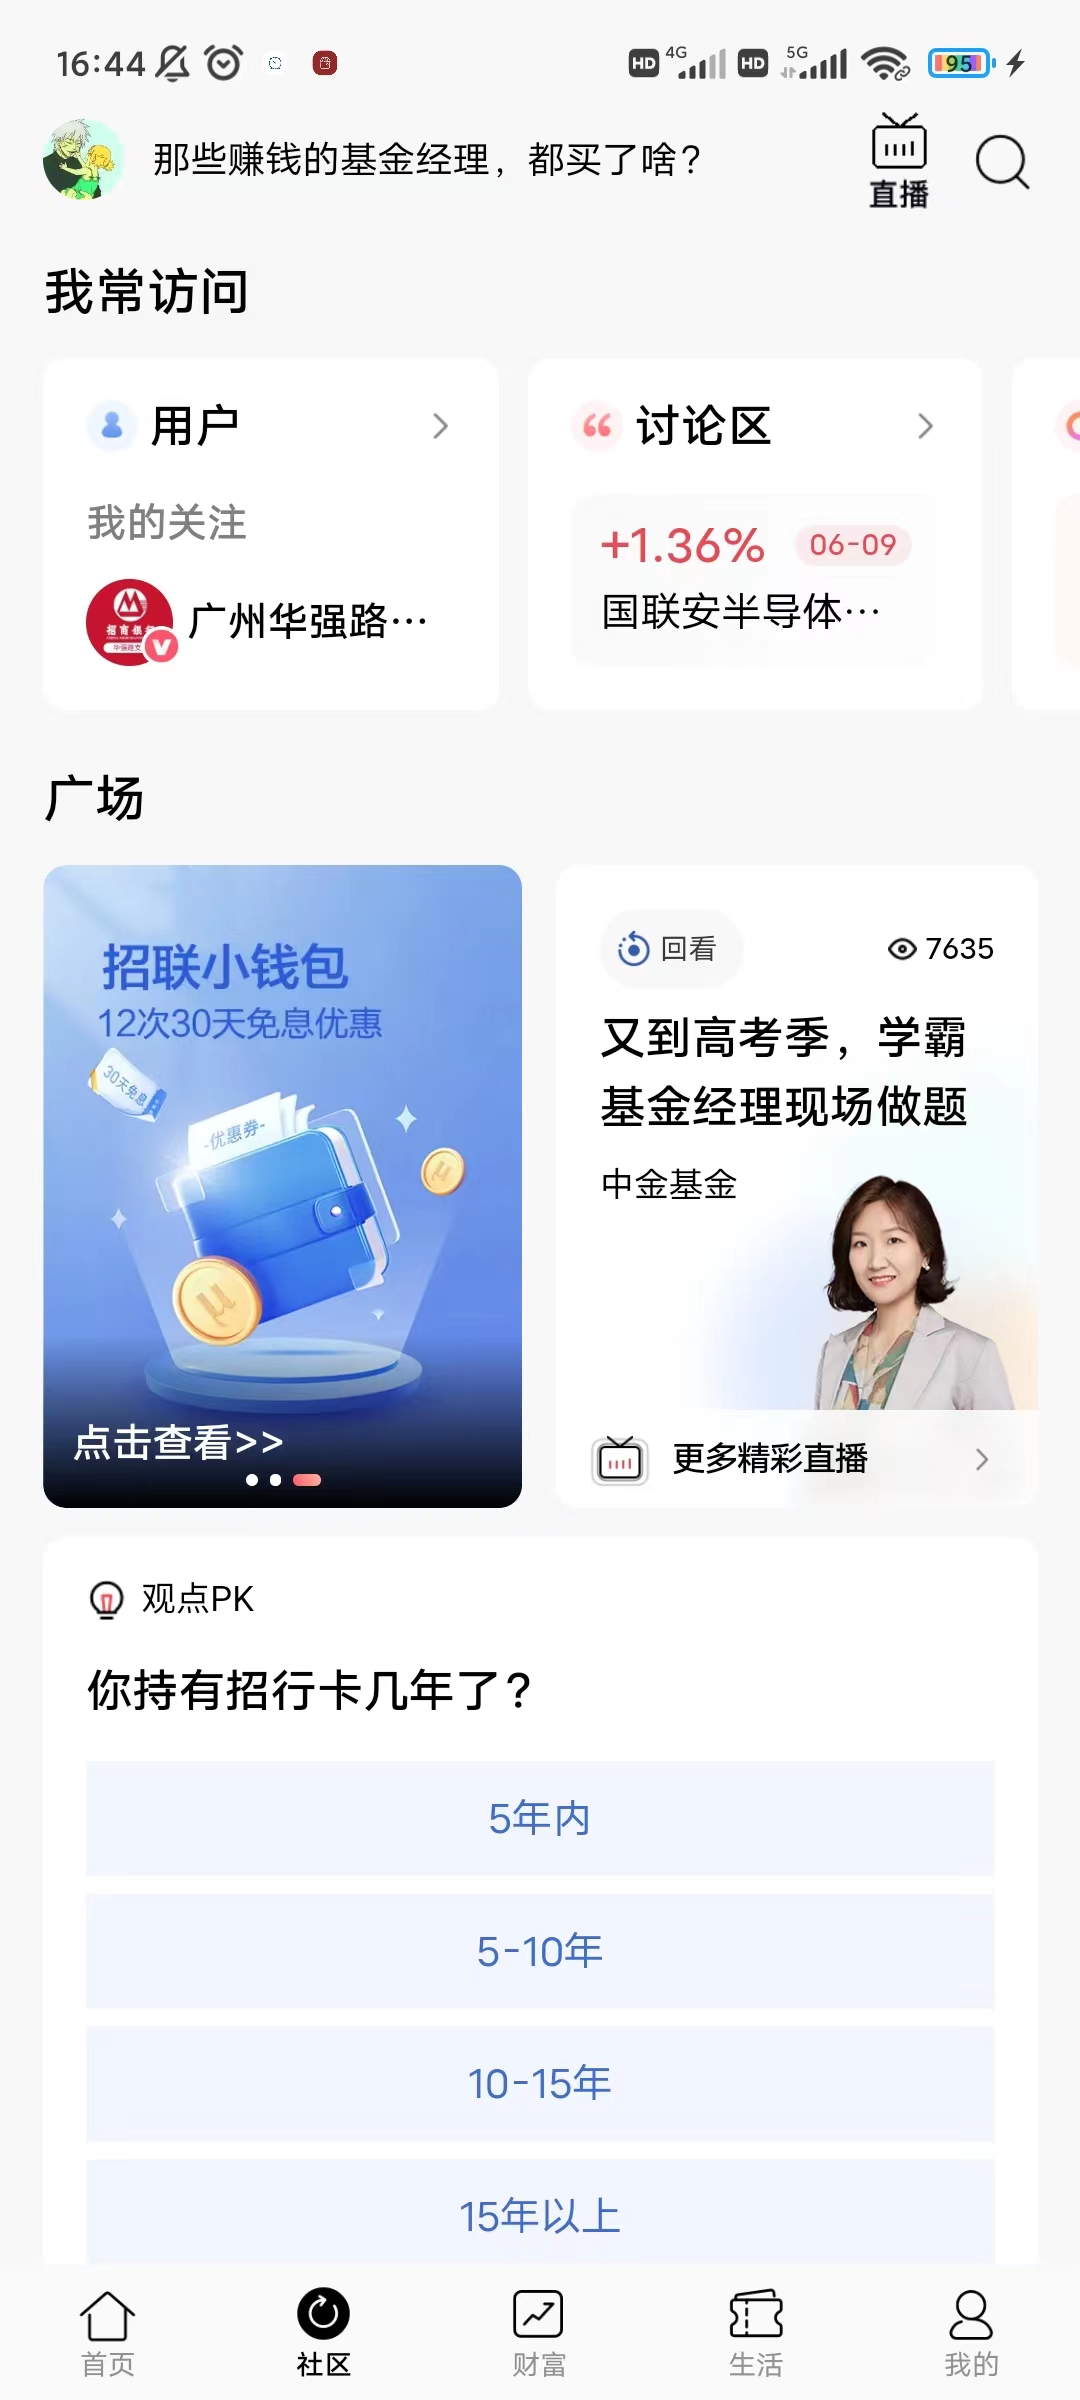 16:44
HD 4G HD 5G 95
那些赚钱的基金经理，都买了啥？
直播
我常访问
用户
讨论区
我的关注
+1.36% 06-09
招商银行
广州华强路…
国联安半导体…
广场
招联小钱包
12次30天免息优惠
30天免息
-优惠券-
点击查看>>
回看
7635
又到高考季，学霸
基金经理现场做题
中金基金
更多精彩直播
观点PK
你持有招行卡几年了？
5年内
5-10年
10-15年
15年以上
首页
社区
财富
生活
我的